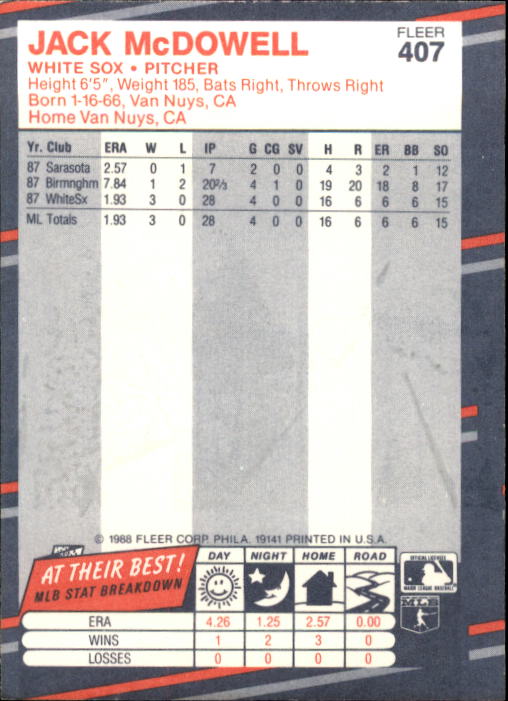 JACK McDOWELL
FLEER
407
WHITE SOX • PITCHER
Height 6'5", Weight 185, Bats Right, Throws Right
Born 1-16-66, Van Nuys, CA
Home Van Nuys, CA
Yr. Club ERA W L IP G CG SV H R ER BB SO
87 Sarasota 2.57 0 1 7 2 0 0 4 3 2 1 12
87 Birmnghm 7.84 1 2 20⅔ 4 1 0 19 20 18 8 17
87 WhiteSx 1.93 3 0 28 4 0 0 16 6 6 6 15
ML Totals 1.93 3 0 28 4 0 0 16 6 6 6 15
© 1988 FLEER CORP. PHILA. 19141 PRINTED IN U.S.A.
AT THEIR BEST!
MLB STAT BREAKDOWN
DAY NIGHT HOME ROAD
ERA 4.26 1.25 2.57 0.00
WINS 1 2 3 0
LOSSES 0 0 0 0
OFFICIAL LICENSEE
MAJOR LEAGUE BASEBALL
MLB